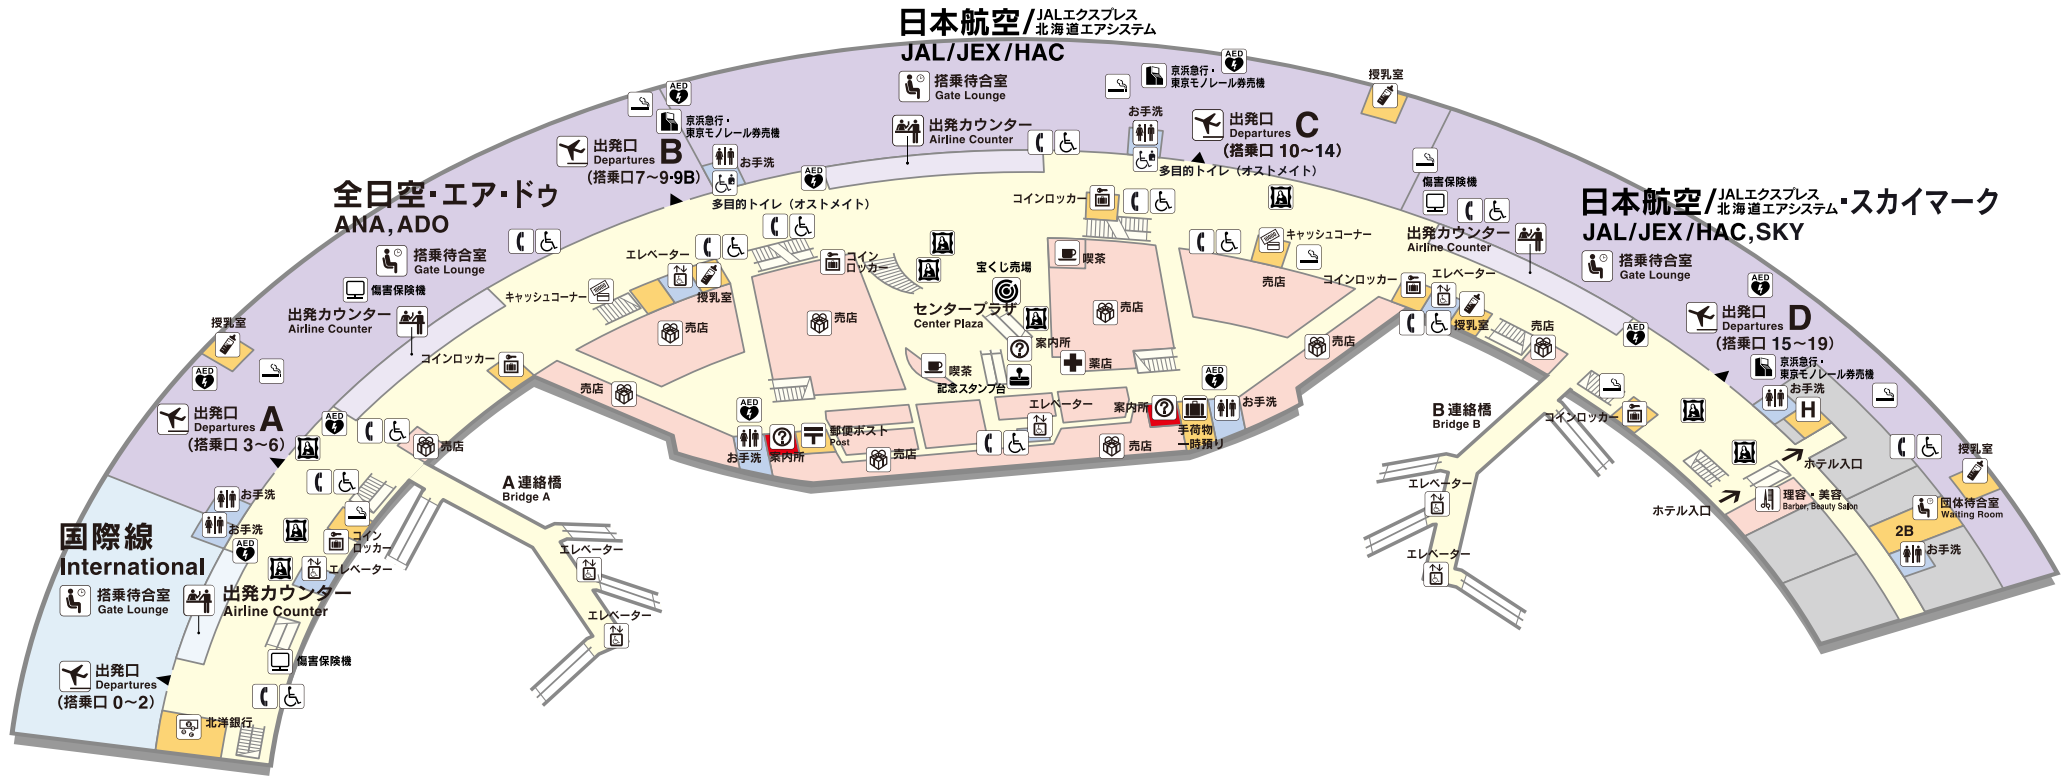 日本航空/JALエクスプレス
北海道エアシステム
JAL/JEX/HAC
搭乗待合室
Gate Lounge
出発カウンター
Airline Counter
AED
京浜急行・
東京モノレール券売機
お手洗
出発口
Departures C
(搭乗口 10〜14)
多目的トイレ（オストメイト）
授乳室
AED
AED
京浜急行・
東京モノレール券売機
出発口
Departures B
(搭乗口7〜9・9B)
お手洗
多目的トイレ（オストメイト）
AED
全日空・エア・ドゥ
ANA, ADO
搭乗待合室
Gate Lounge
傷害保険機
出発カウンター
Airline Counter
授乳室
AED
コインロッカー
出発口
Departures A
(搭乗口 3〜6)
AED
売店
日本航空/JALエクスプレス
北海道エアシステム・スカイマーク
JAL/JEX/HAC,SKY
傷害保険機
出発カウンター
Airline Counter
搭乗待合室
Gate Lounge
AED
出発口
Departures D
(搭乗口 15〜19)
京浜急行・
東京モノレール券売機
お手洗
H
AED
エレベーター
授乳室
キャッシュコーナー
売店
コイン
ロッカー
売店
宝くじ売場
センタープラザ
Center Plaza
案内所
喫茶
記念スタンプ台
コインロッカー
喫茶
売店
薬店
キャッシュコーナー
売店
コインロッカー
エレベーター
授乳室
売店
売店
売店
AED
お手洗
案内所
郵便ポスト
Post
売店
エレベーター
売店
案内所
AED
お手洗
手荷物
一時預り
A 連絡橋
Bridge A
エレベーター
エレベーター
B 連絡橋
Bridge B
エレベーター
エレベーター
コインロッカー
ホテル入口
ホテル入口
理容・美容
Barber, Beauty Salon
授乳室
団体待合室
Waiting Room
2B
お手洗
国際線
International
お手洗
お手洗
AED
コイン
ロッカー
エレベーター
搭乗待合室
Gate Lounge
出発カウンター
Airline Counter
傷害保険機
出発口
Departures
(搭乗口 0〜2)
北洋銀行